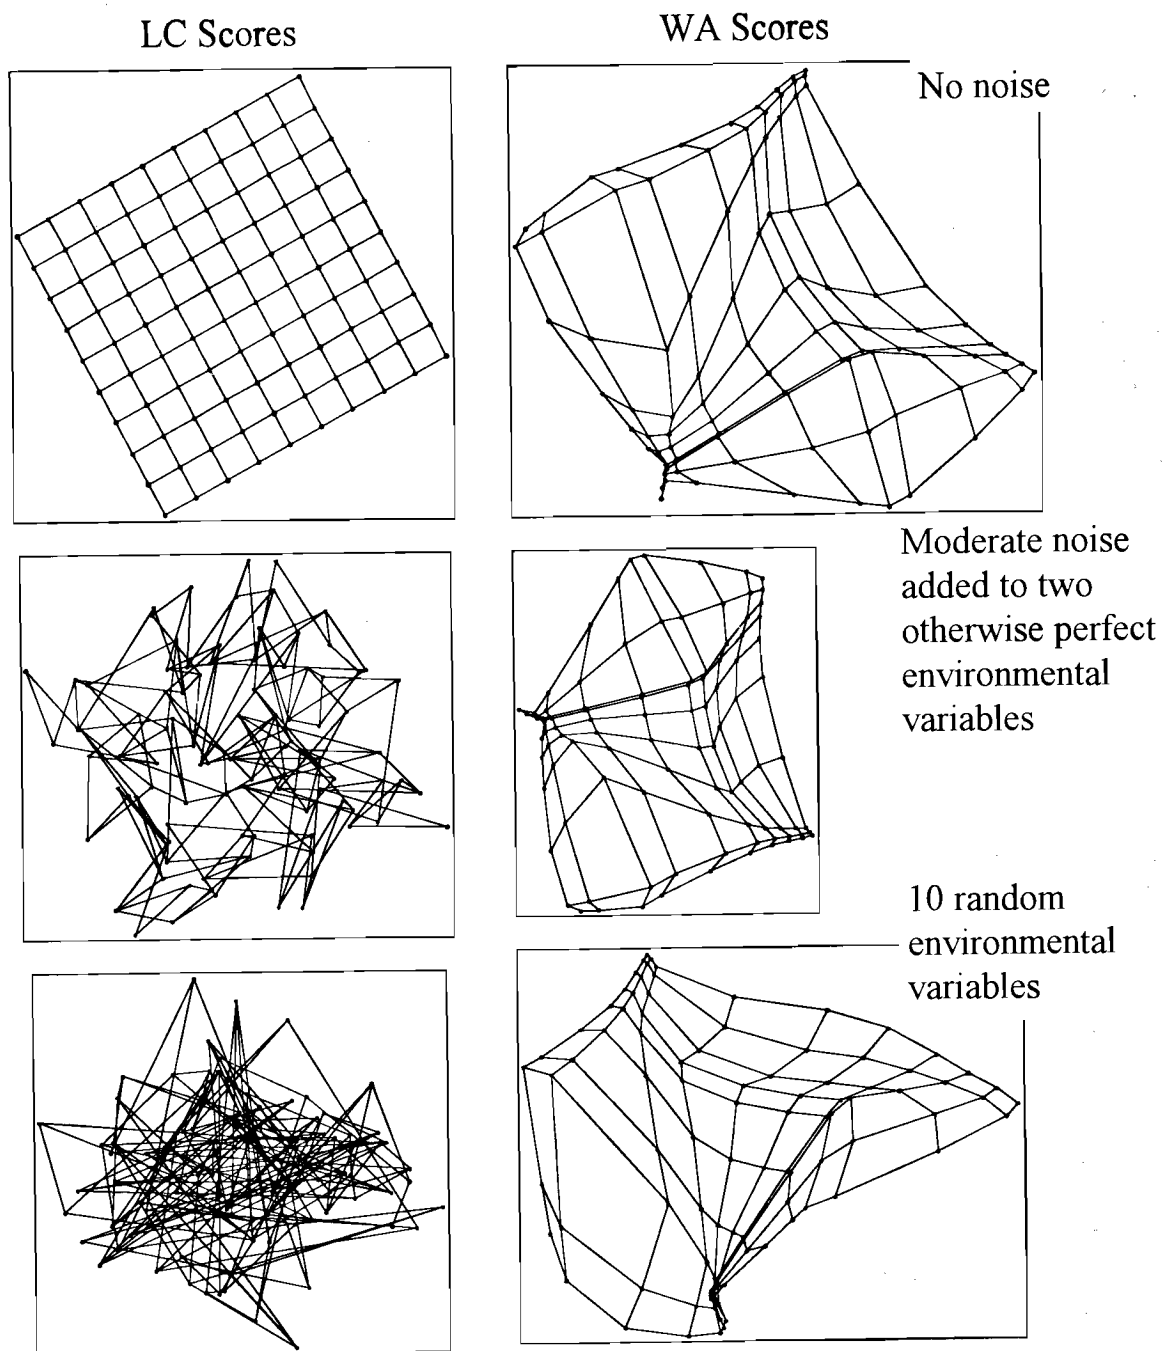 LC Scores
WA Scores
No noise
Moderate noise
added to two
otherwise perfect
environmental
variables
10 random
environmental
variables